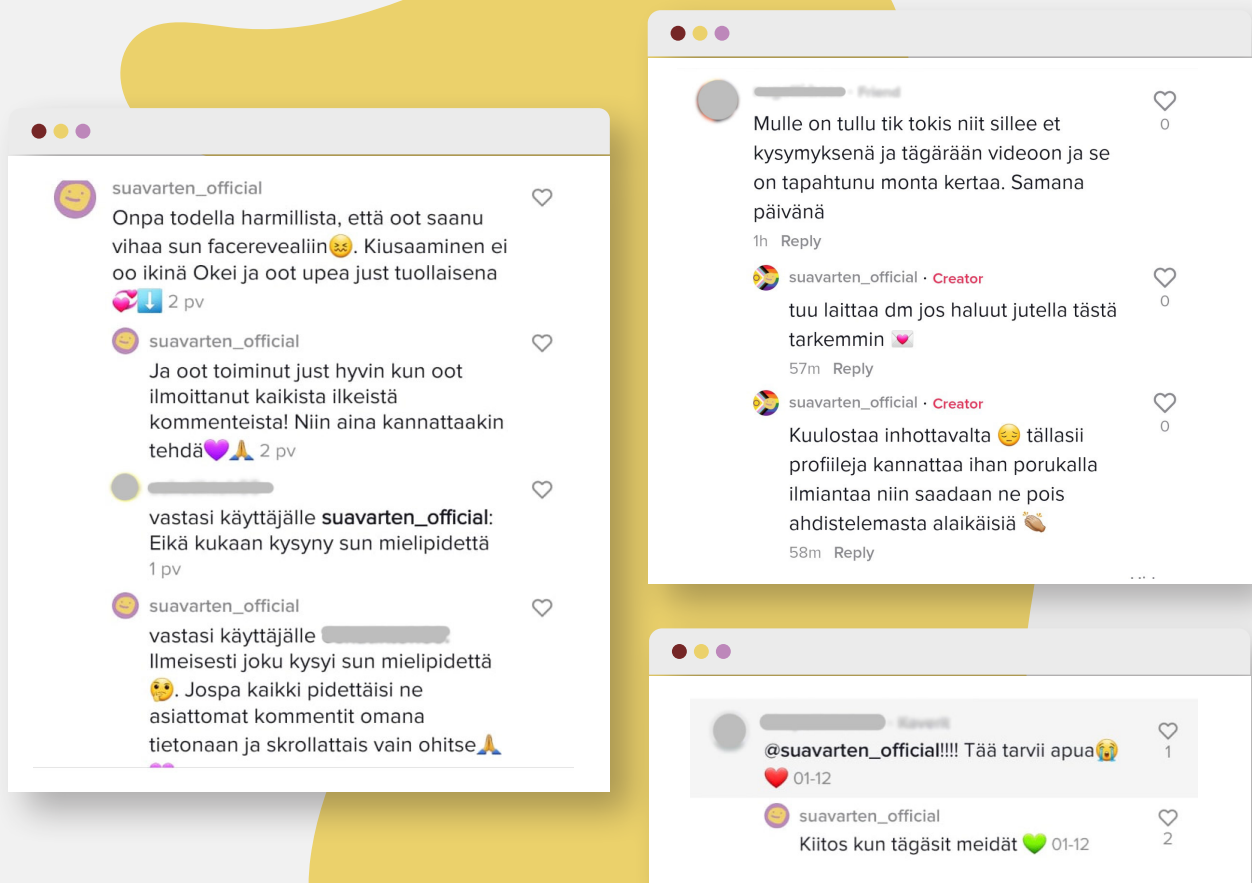 suavarten_official
Onpa todella harmillista, että oot saanu
vihaa sun facerevealiin😖. Kiusaaminen ei
oo ikinä Okei ja oot upea just tuollaisena
💞⬇️ 2 pv
suavarten_official
Ja oot toiminut just hyvin kun oot
ilmoittanut kaikista ilkeistä
kommenteista! Niin aina kannattaakin
tehdä💜🙏 2 pv
vastasi käyttäjälle suavarten_official:
Eikä kukaan kysyny sun mielipidettä
1 pv
suavarten_official
vastasi käyttäjälle
Ilmeisesti joku kysyi sun mielipidettä
🤔. Jospa kaikki pidettäisi ne
asiattomat kommentit omana
tietonaan ja skrollattais vain ohitse🙏
· Friend
0
Mulle on tullu tik tokis niit sillee et
kysymyksenä ja tägärään videoon ja se
on tapahtunu monta kertaa. Samana
päivänä
1h Reply
suavarten_official · Creator
0
tuu laittaa dm jos haluut jutella tästä
tarkemmin 💌
57m Reply
suavarten_official · Creator
0
Kuulostaa inhottavalta 😔 tällasii
profiileja kannattaa ihan porukalla
ilmiantaa niin saadaan ne pois
ahdistelemasta alaikäisiä 👏🏽
58m Reply
· Kaverit
@suavarten_official!!!! Tää tarvii apua😭
1
❤️ 01-12
suavarten_official
Kiitos kun tägäsit meidät 💚 01-12
2